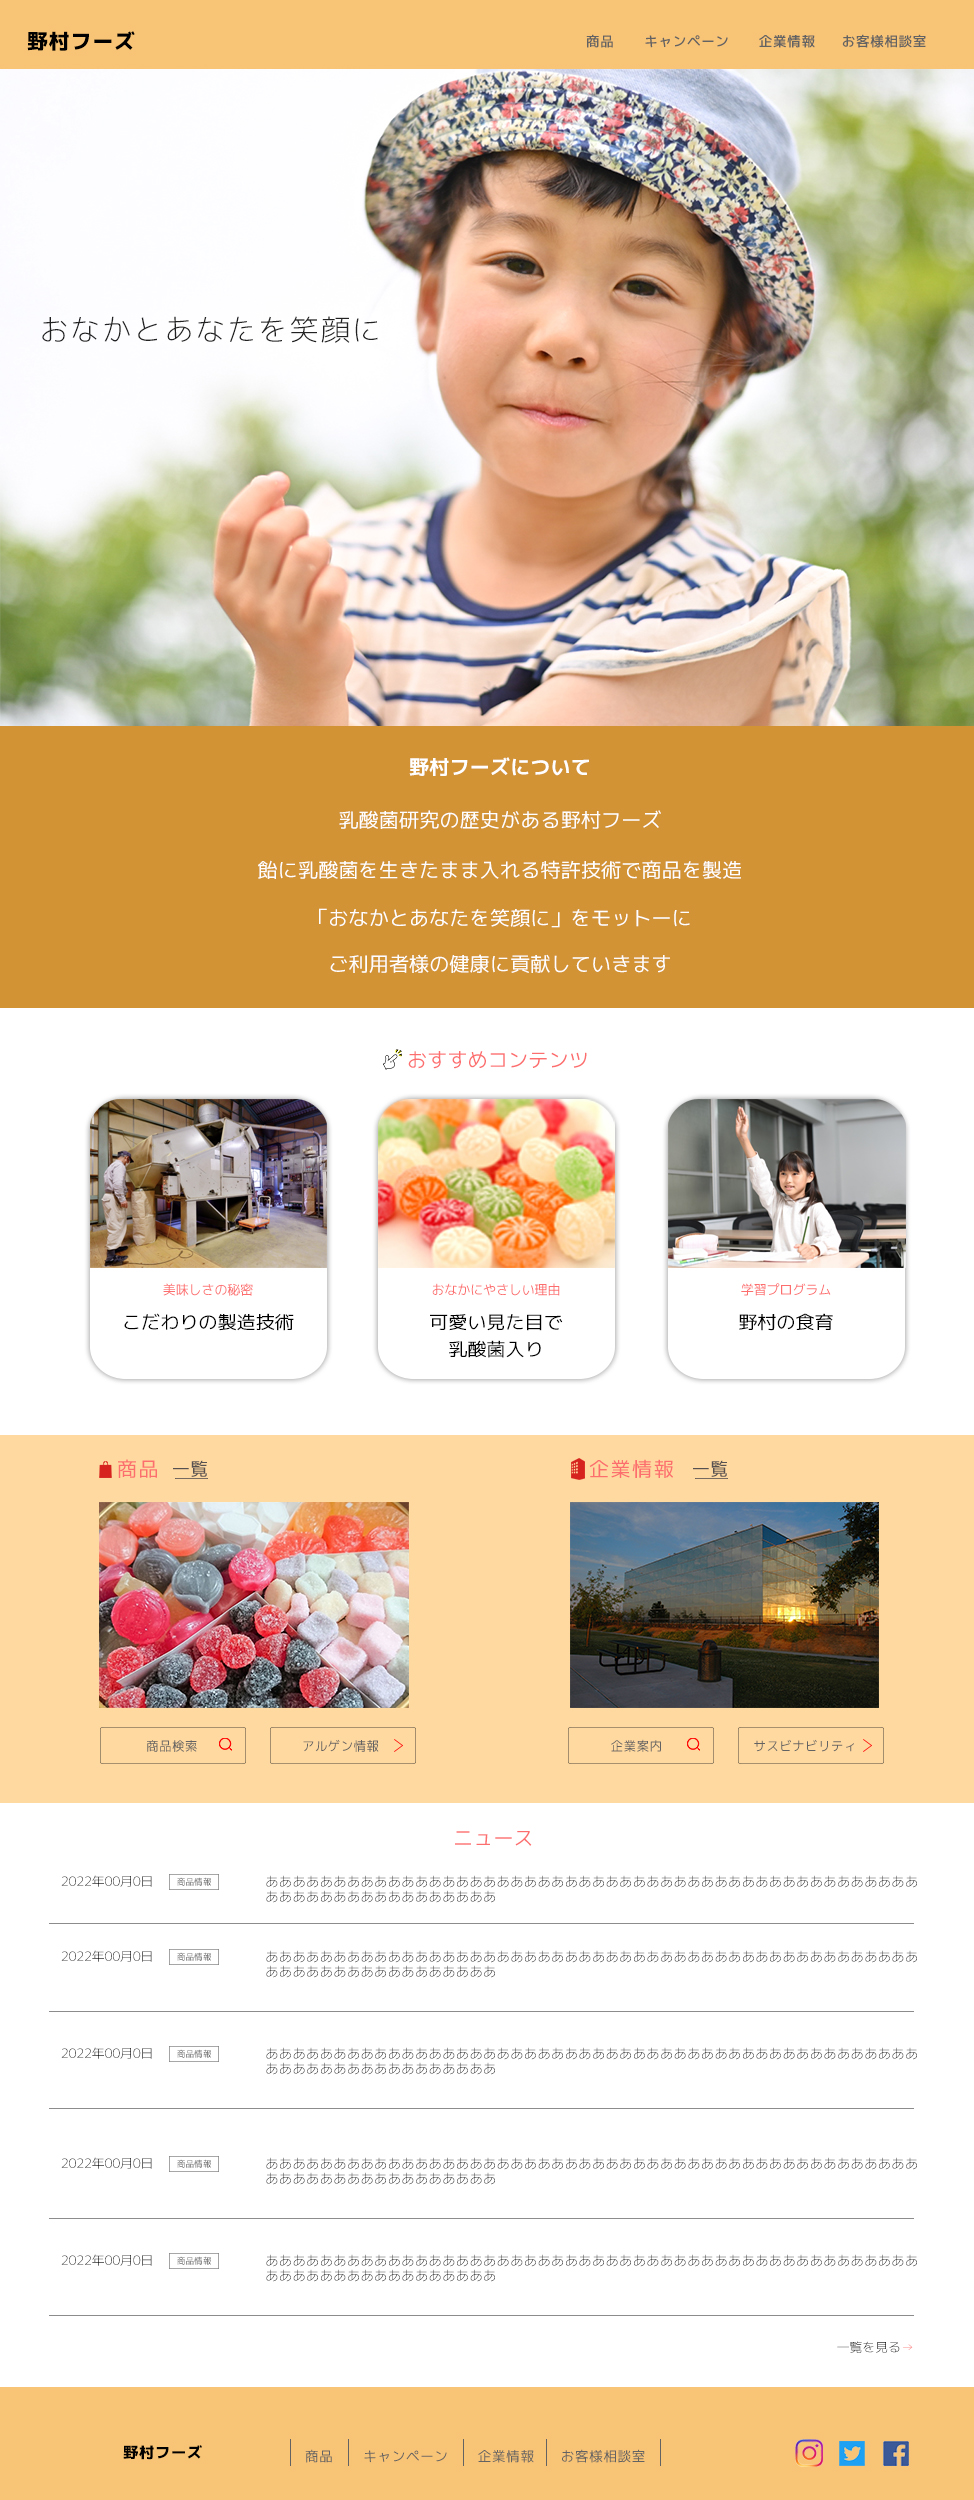 野村フーズ
商品 キャンペーン 企業情報 お客様相談室
おなかとあなたを笑顔に
野村フーズについて
乳酸菌研究の歴史がある野村フーズ
飴に乳酸菌を生きたまま入れる特許技術で商品を製造
「おなかとあなたを笑顔に」をモットーに
ご利用者様の健康に貢献していきます
おすすめコンテンツ
美味しさの秘密
こだわりの製造技術
おなかにやさしい理由
可愛い見た目で
乳酸菌入り
学習プログラム
野村の食育
商品 一覧
企業情報 一覧
商品検索
アルゲン情報
企業案内
サスビナビリティ
ニュース
2022年00月0日 商品情報 ああああああああああああああああああああああああああああああああああああああああああああああああ
あああああああああああああああああ
2022年00月0日 商品情報 ああああああああああああああああああああああああああああああああああああああああああああああああ
あああああああああああああああああ
2022年00月0日 商品情報 ああああああああああああああああああああああああああああああああああああああああああああああああ
あああああああああああああああああ
2022年00月0日 商品情報 ああああああああああああああああああああああああああああああああああああああああああああああああ
あああああああああああああああああ
2022年00月0日 商品情報 ああああああああああああああああああああああああああああああああああああああああああああああああ
あああああああああああああああああ
一覧を見る→
野村フーズ
商品 キャンペーン 企業情報 お客様相談室